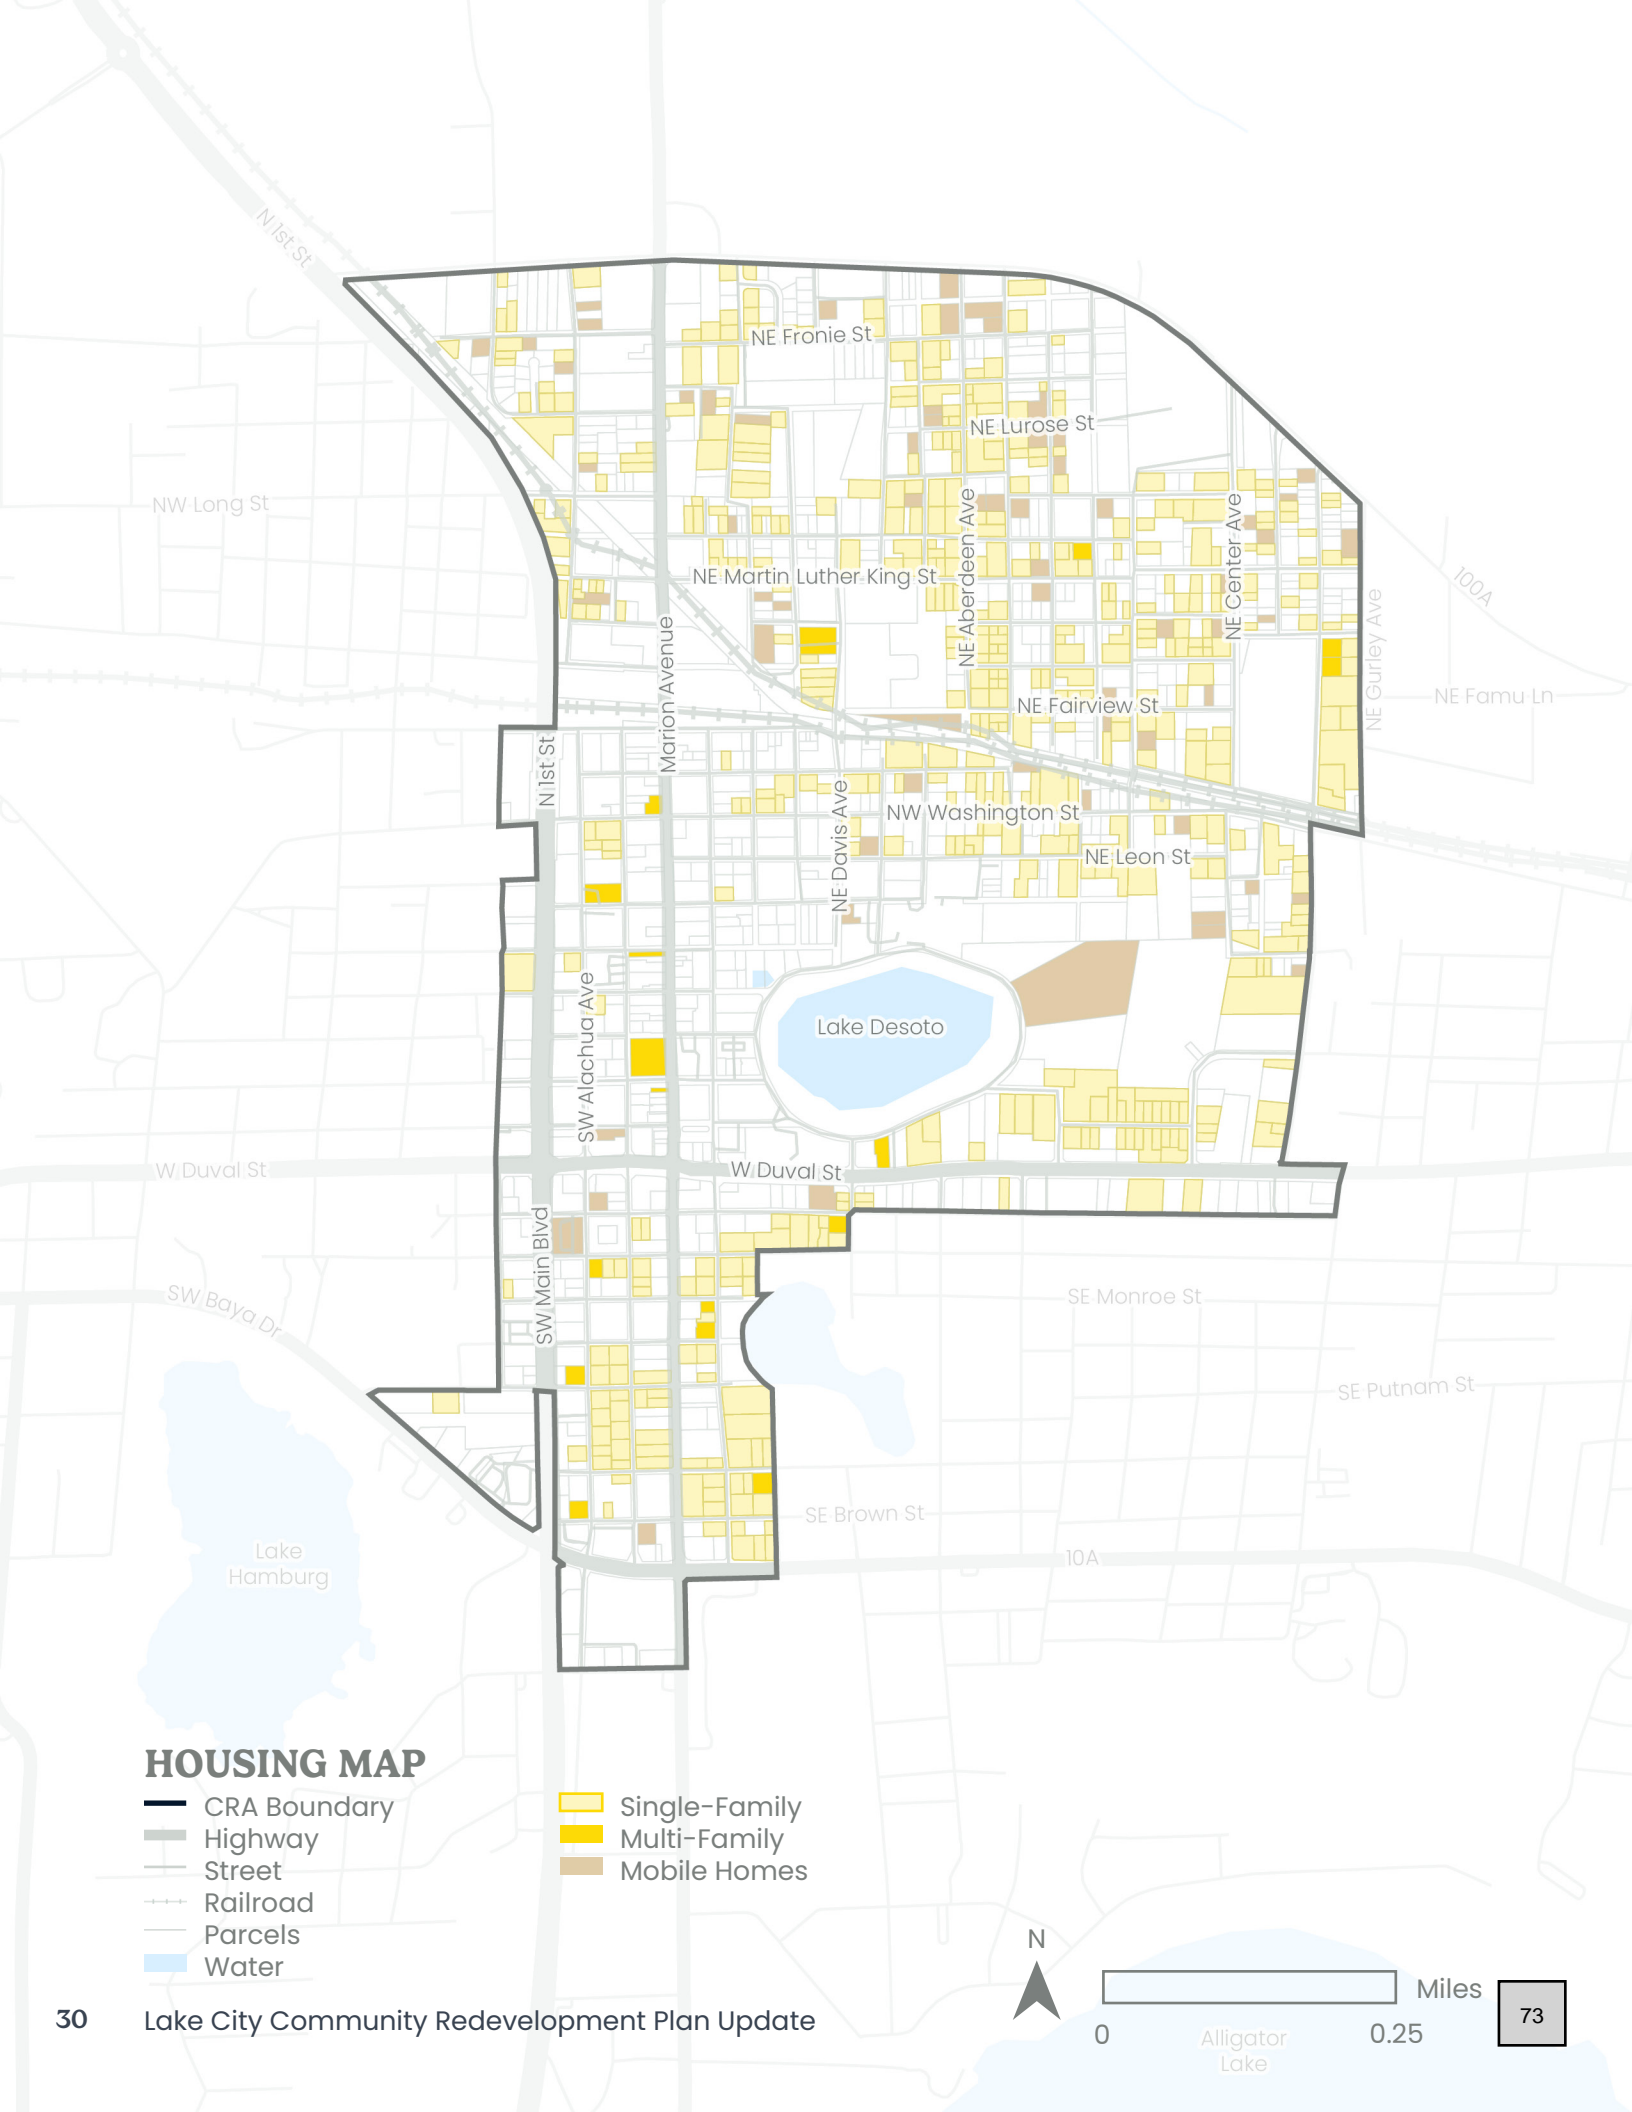 N 1st St
NE Fronie St
NE Lurose St
NW Long St
NE Aberdeen Ave
NE Center Ave
NE Martin Luther King St
100A
NE Gurley Ave
Marion Avenue
NE Famu Ln
NE Fairview St
N 1st St
NE Davis Ave
NW Washington St
NE Leon St
Lake Desoto
SW Alachua Ave
W Duval St
W Duval St
SW Main Blvd
SW Baya Dr
SE Monroe St
SE Putnam St
SE Brown St
Lake
Hamburg
10A
HOUSING MAP
CRA Boundary
Highway
Street
Railroad
Parcels
Water
Single-Family
Multi-Family
Mobile Homes
N
Miles
0
0.25
Alligator
Lake
30
Lake City Community Redevelopment Plan Update
73